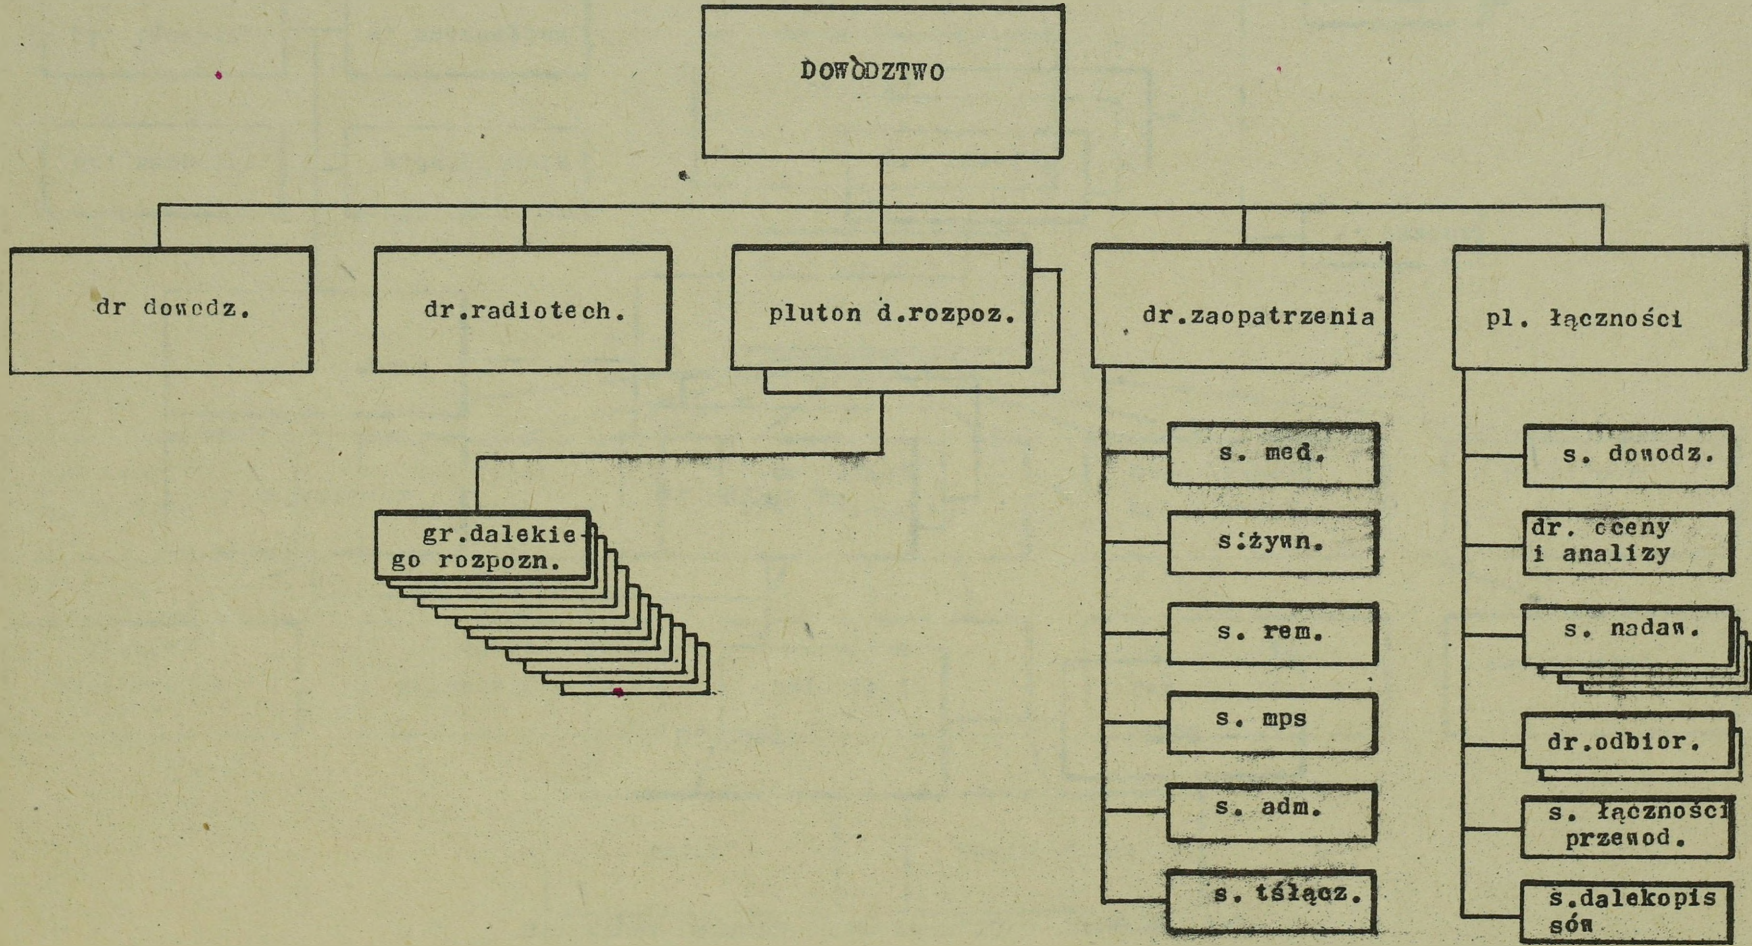 DOWÓDZTWO
dr dowodz.
dr.radiotech.
pluton d.rozpoz.
dr.zaopatrzenia
pl. łączności
gr.dalekie-
go rozpozn.
s. med.
s.żywn.
s. rem.
s. mps
s. adm.
s. tśłącz.
s. dowodz.
dr. oceny
i analizy
s. nadaw.
dr.odbior.
s. łączności
przewod.
s.dalekopis
sów